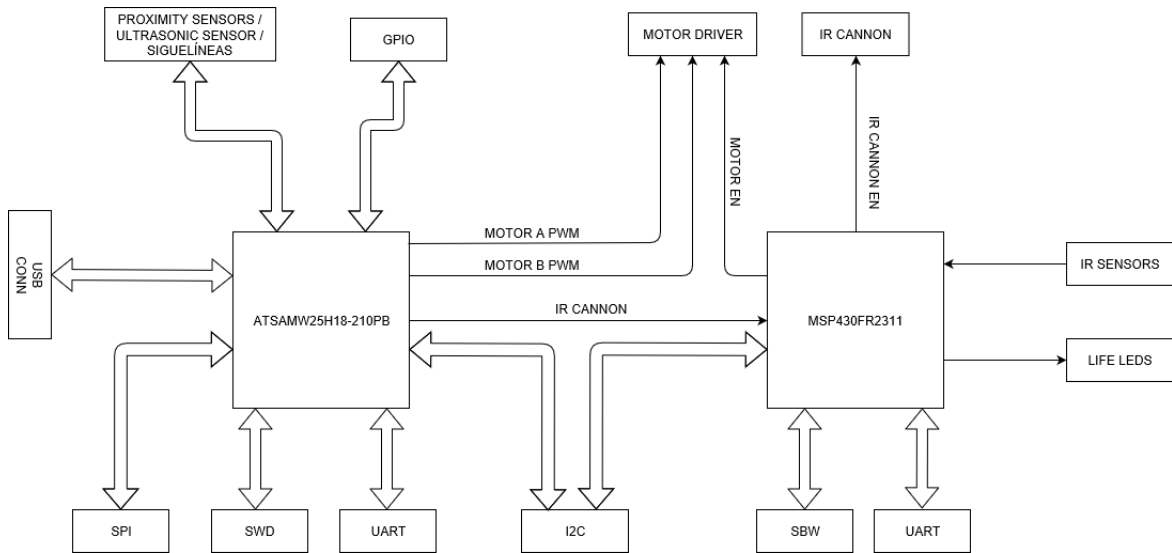 PROXIMITY SENSORS /
ULTRASONIC SENSOR /
SIGUELÍNEAS
GPIO
MOTOR DRIVER
IR CANNON
MOTOR EN
IR CANNON EN
USB
CONN
MOTOR A PWM
MOTOR B PWM
IR SENSORS
IR CANNON
ATSAMW25H18-210PB
MSP430FR2311
LIFE LEDS
SPI
SWD
UART
I2C
SBW
UART